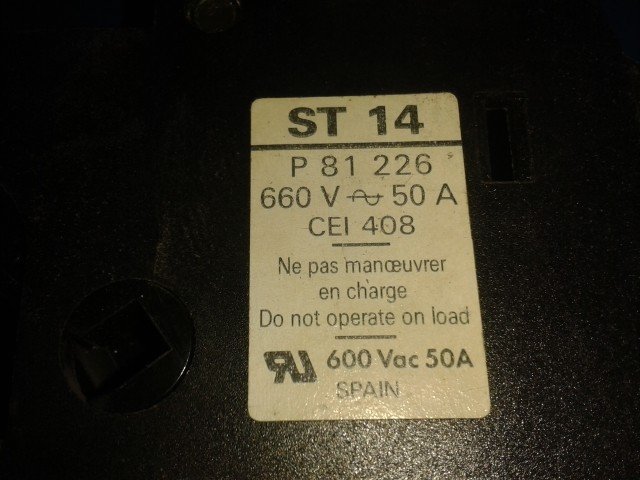 ST 14
P 81 226
660 V ~ 50 A
CEI 408
Ne pas manœuvrer
en charge
Do not operate on load
RU 600 Vac 50A
SPAIN